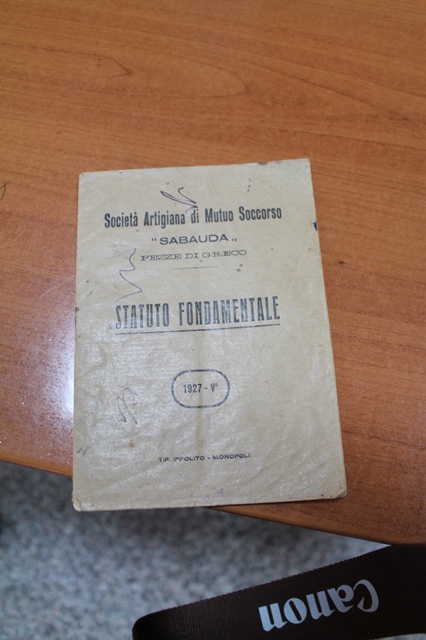 Società Artigiana di Mutuo Soccorso
"SABAUDA„
PEZZE DI GRECO
STATUTO FONDAMENTALE
1927 - V°
TIP. IPPOLITO - MONOPOLI
Canon